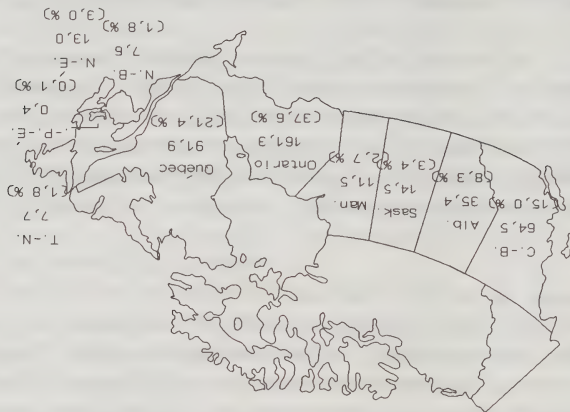 0
C.-B.
64,5
(15,0 %)
Alb.
35,4
(8,3 %)
Sask.
14,5
(3,4 %)
Man.
11,5
(2,7 %)
Ontario
161,3
(37,6 %)
Québec
91,9
(21,4 %)
T.-N.
7,7
(1,8 %)
.-P.-É.
0,4
(0,1 %)
N.-É.
13,0
(3,0 %)
N.-B.
7,6
(1,8 %)